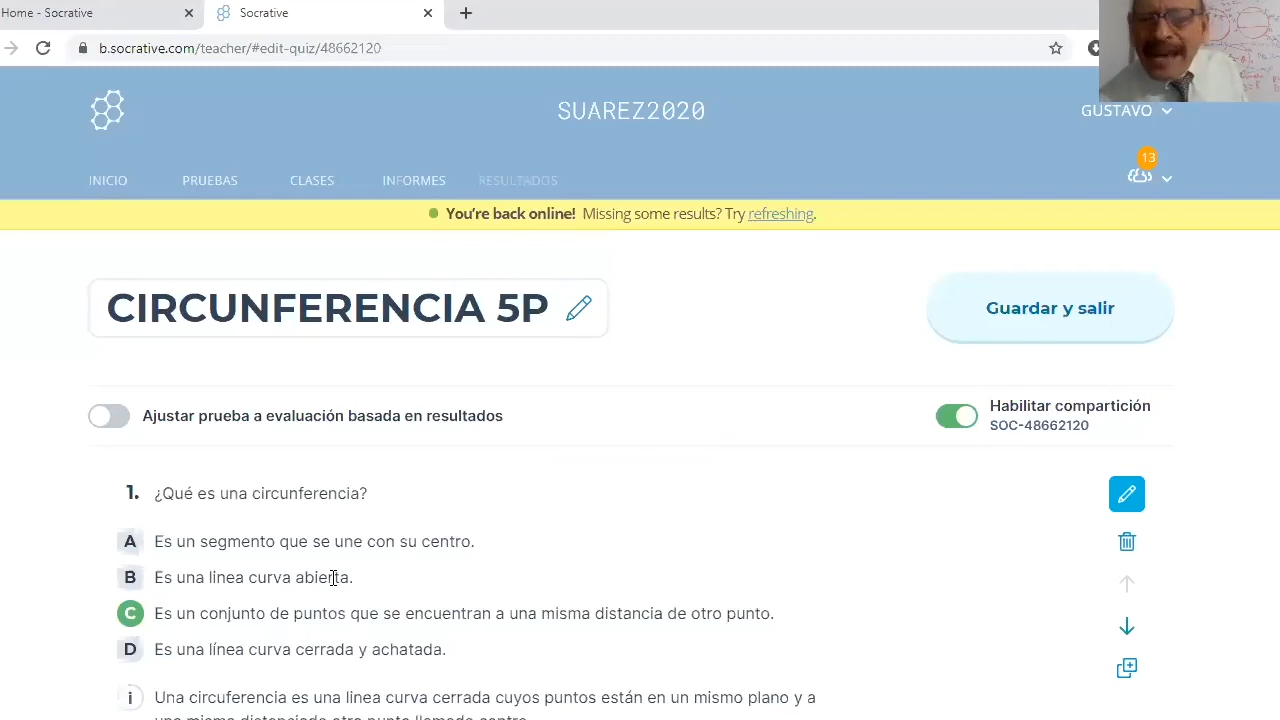 Home - Socrative
Socrative
b.socrative.com/teacher/#edit-quiz/48662120
SUAREZ2020
GUSTAVO
13
INICIO PRUEBAS CLASES INFORMES RESULTADOS
You're back online! Missing some results? Try refreshing.
CIRCUNFERENCIA 5P
Guardar y salir
Ajustar prueba a evaluación basada en resultados
Habilitar compartición
SOC-48662120
1. ¿Qué es una circunferencia?
A Es un segmento que se une con su centro.
B Es una linea curva abierta.
C Es un conjunto de puntos que se encuentran a una misma distancia de otro punto.
D Es una línea curva cerrada y achatada.
i Una circuferencia es una linea curva cerrada cuyos puntos están en un mismo plano y a